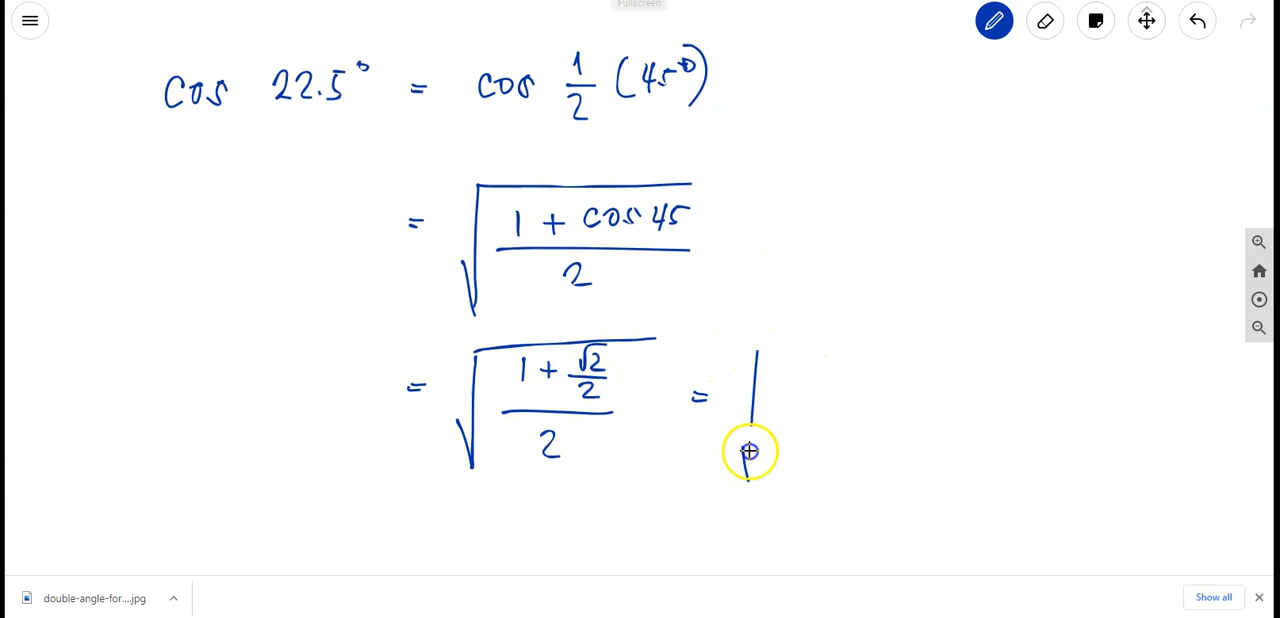 Fullscreen
cos 22.5° = cos 1/2 (45°)
= √((1 + cos 45)/2)
= √((1 + √2/2)/2) =
double-angle-for....jpg
Show all